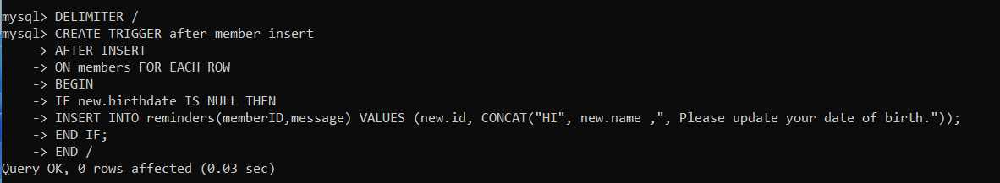 mysql> DELIMITER /
mysql> CREATE TRIGGER after_member_insert
-> AFTER INSERT
-> ON members FOR EACH ROW
-> BEGIN
-> IF new.birthdate IS NULL THEN
-> INSERT INTO reminders(memberID,message) VALUES (new.id, CONCAT("HI", new.name ,", Please update your date of birth."));
-> END IF;
-> END /
Query OK, 0 rows affected (0.03 sec)